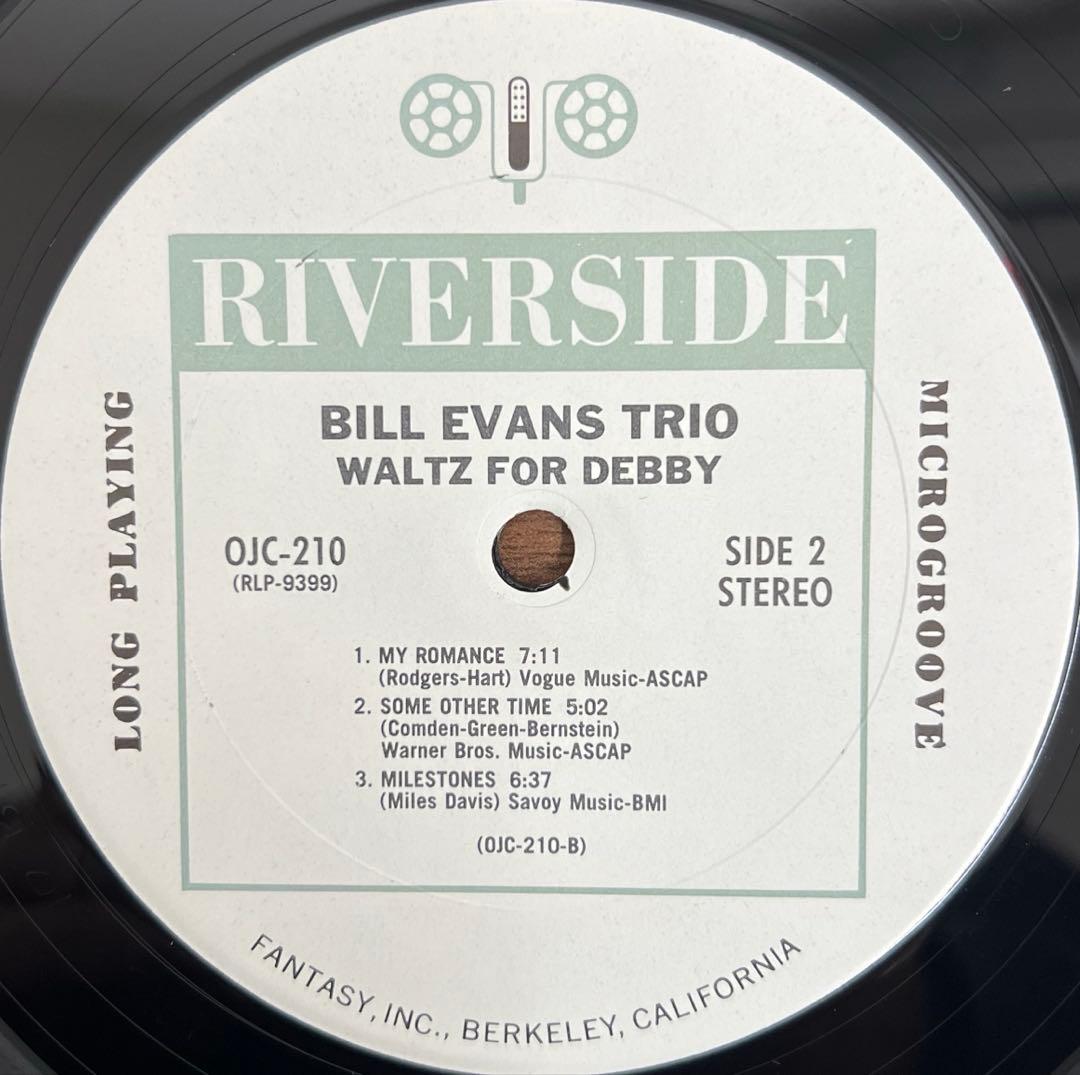 RIVERSIDE
LONG PLAYING
MICROGROOVE
BILL EVANS TRIO
WALTZ FOR DEBBY
OJC-210
(RLP-9399)
SIDE 2
STEREO
1. MY ROMANCE 7:11
(Rodgers-Hart) Vogue Music-ASCAP
2. SOME OTHER TIME 5:02
(Comden-Green-Bernstein)
Warner Bros. Music-ASCAP
3. MILESTONES 6:37
(Miles Davis) Savoy Music-BMI
(OJC-210-B)
FANTASY, INC., BERKELEY, CALIFORNIA